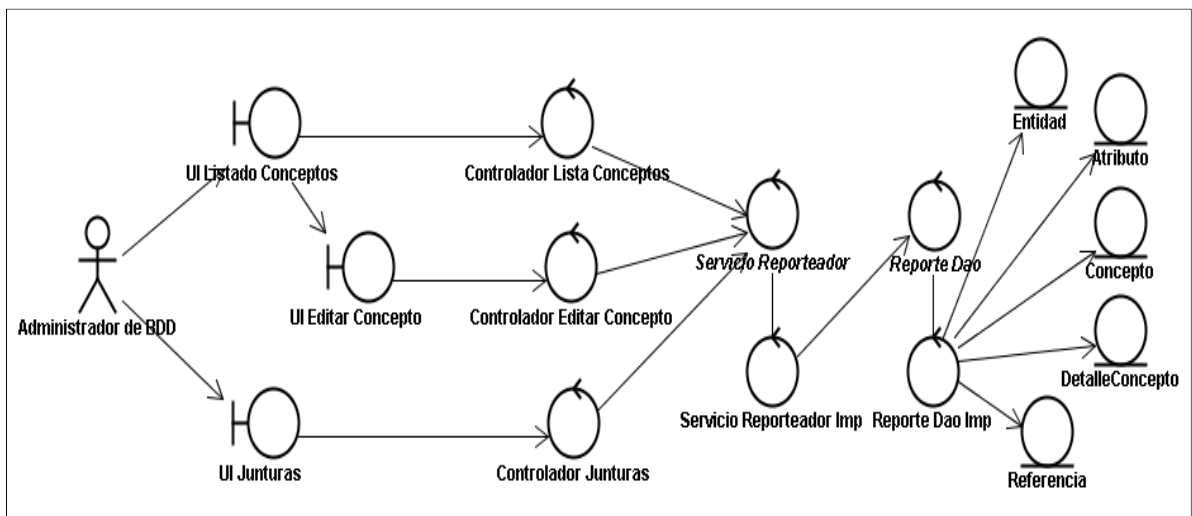 Entidad
Atributo
UI Listado Conceptos
Controlador Lista Conceptos
Servicio Reporteador
Reporte Dao
Concepto
Administrador de BDD
UI Editar Concepto
Controlador Editar Concepto
DetalleConcepto
Servicio Reporteador Imp
Reporte Dao Imp
UI Junturas
Controlador Junturas
Referencia